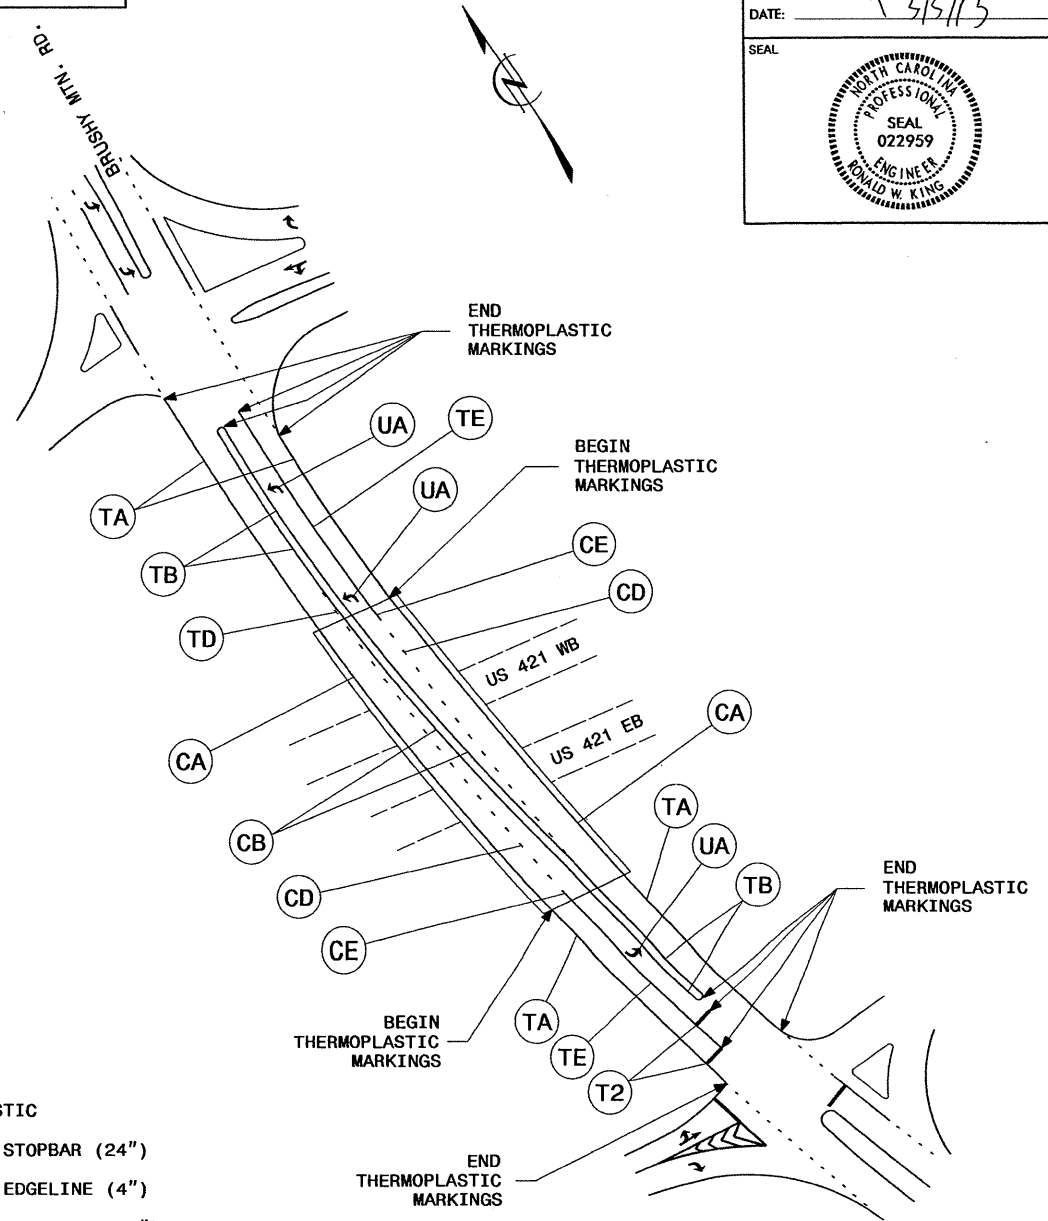 DATE: 5/5/15
SEAL
NORTH CAROLINA
PROFESSIONAL
SEAL
022959
ENGINEER
RONALD W. KING
BRUSHY MTN. RD.
N
END
THERMOPLASTIC
MARKINGS
UA
TE
BEGIN
THERMOPLASTIC
MARKINGS
UA
TA
CE
TB
CD
TD
US 421 WB
CA
US 421 EB
CA
TA
CB
UA
TB
END
THERMOPLASTIC
MARKINGS
CD
CE
BEGIN
THERMOPLASTIC
MARKINGS
TA
TE
T2
STIC
STOPBAR (24")
EDGELINE (4")
END
THERMOPLASTIC
MARKINGS